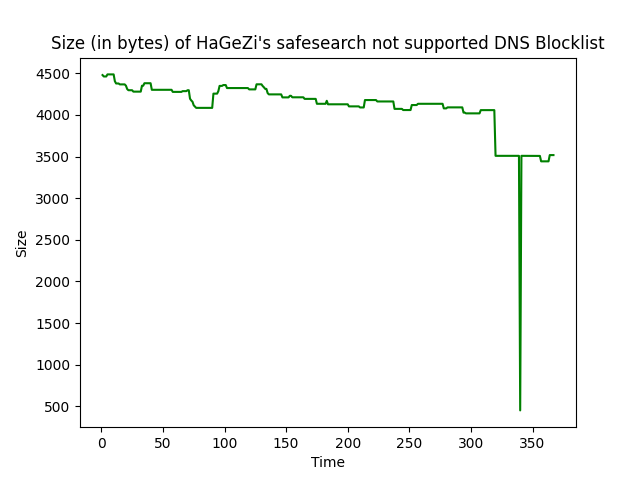 Size (in bytes) of HaGeZi's safesearch not supported DNS Blocklist
4500
4000
3500
3000
2500
2000
1500
1000
500
Size
0 50 100 150 200 250 300 350
Time